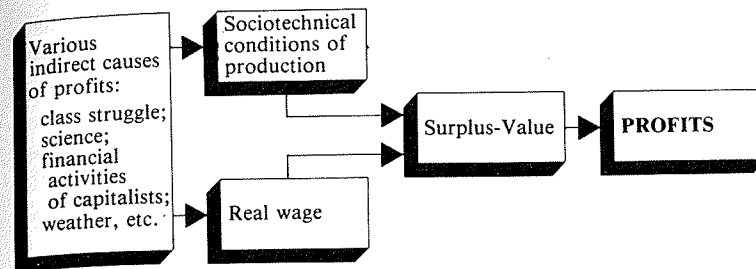 Various
indirect causes
of profits:
class struggle;
science;
financial
activities
of capitalists;
weather, etc.
Sociotechnical
conditions of
production
Real wage
Surplus-Value
PROFITS